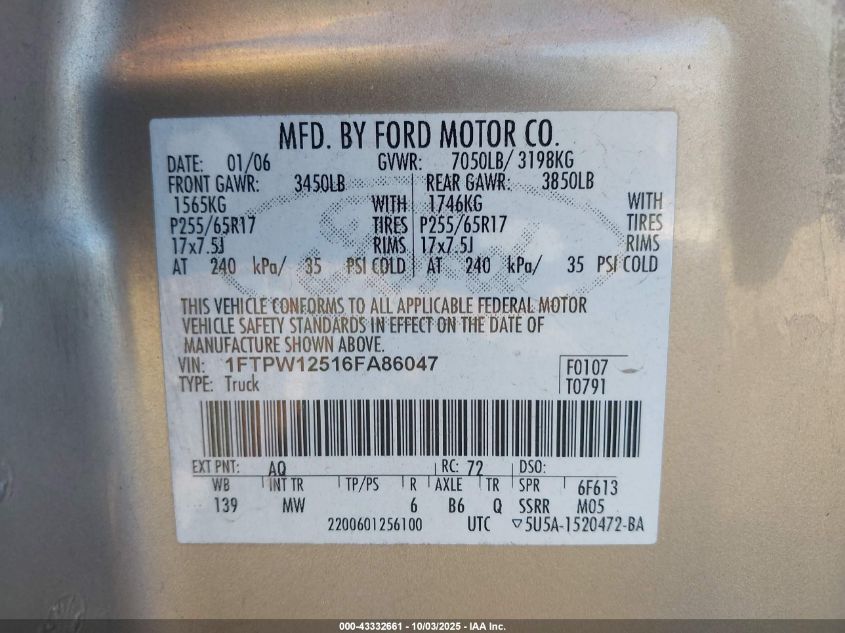 MFD. BY FORD MOTOR CO.
DATE: 01/06 GVWR: 7050LB/ 3198KG
FRONT GAWR: 3450LB REAR GAWR: 3850LB
1565KG WITH 1746KG WITH
P255/65R17 TIRES P255/65R17 TIRES
17x7.5J RIMS 17x7.5J RIMS
AT 240 kPa/ 35 PSI COLD AT 240 kPa/ 35 PSI COLD
THIS VEHICLE CONFORMS TO ALL APPLICABLE FEDERAL MOTOR
VEHICLE SAFETY STANDARDS IN EFFECT ON THE DATE OF
MANUFACTURE SHOWN ABOVE.
VIN: 1FTPW12516FA86047 F0107
TYPE: Truck T0791
EXT PNT: AQ RC: 72 DSO:
WB INT TR TP/PS R AXLE TR SPR 6F613
139 MW 6 B6 Q SSRR M05
2200601256100 UTC ▽5U5A-1520472-BA
000-43332661 - 10/03/2025 - IAA Inc.